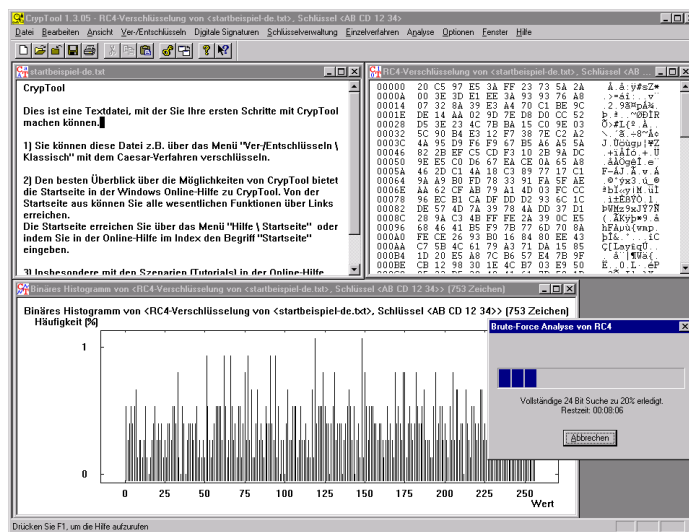 CrypTool 1.3.05 - RC4-Verschlüsselung von <startbeispiel-de.txt>, Schlüssel <AB CD 12 34>
Datei Bearbeiten Ansicht Ver-/Entschlüsseln Digitale Signaturen Schlüsselverwaltung Einzelverfahren Analyse Optionen Fenster Hilfe
startbeispiel-de.txt
CrypTool
Dies ist eine Textdatei, mit der Sie Ihre ersten Schritte mit CrypTool
machen können.
1) Sie können diese Datei z.B. über das Menü "Ver-/Entschlüsseln \
Klassisch" mit dem Caesar-Verfahren verschlüsseln.
2) Den besten Überblick über die Möglichkeiten von CrypTool bietet
die Startseite in der Windows Online-Hilfe zu CrypTool. Von der
Startseite aus können Sie alle wesentlichen Funktionen über Links
erreichen.
Die Startseite erreichen Sie über das Menü "Hilfe \ Startseite" oder
indem Sie in der Online-Hilfe im Index den Begriff "Startseite"
eingeben.
3) Insbesondere mit den Szenarien (Tutorials) in der Online-Hilfe
RC4-Verschlüsselung von <startbeispiel-de.txt>, Schlüssel <AB ...
00000 20 C5 97 E5 3A FF 23 73 5A 2A
0000A 00 3E 3D E1 EE 3A 93 93 76 A8
00014 07 32 8A 39 E3 A4 70 C1 BE 9C
0001E DE 14 AA 02 9D 7E D8 D0 CC 52
00028 D5 3E 23 4C 7B BA 15 C0 9E 03
00032 5C 90 B4 E3 12 F7 38 7E C2 A2
0003C 4A 95 D9 F6 F9 67 B5 A6 A5 5A
00046 82 2B EF C5 CD F3 10 2B 9A DC
00050 9E E5 C0 D6 67 EA CE 0A 65 A8
0005A 46 2D C1 4A 18 C3 89 77 17 C1
00064 9A A9 B0 FD 78 33 91 FA 5F AE
0006E AA 62 CF AB 79 A1 4D 03 FC CC
00078 96 EC B1 CA DF DD D2 93 6C 1C
00082 DE 57 4D 7A 39 78 4A DD 37 D1
0008C 28 9A C3 4B FF FE 2A 39 0C E5
00096 68 46 41 B5 F9 7B 77 6D 70 8A
000A0 FE CE 26 93 B0 16 84 80 EE 43
000AA C7 5B 4C 61 79 A3 71 DA 15 85
000B4 1D 20 E5 A8 7C B6 57 E4 7B 9F
000BE CB 12 98 30 1E 4C B7 03 E9 50
Binäres Histogramm von <RC4-Verschlüsselung von <startbeispiel-de.txt>, Schlüssel <AB CD 12 34>> (753 Zeichen)
Binäres Histogramm von <RC4-Verschlüsselung von <startbeispiel-de.txt>, Schlüssel <AB CD 12 34>> (753 Zeichen)
Häufigkeit (%)
1
0
0 25 50 75 100 125 150 175 200 225 250
Wert
Brute-Force Analyse von RC4
Vollständige 24 Bit Suche zu 20% erledigt.
Restzeit: 00:08:06
Abbrechen
Drücken Sie F1, um die Hilfe aufzurufen